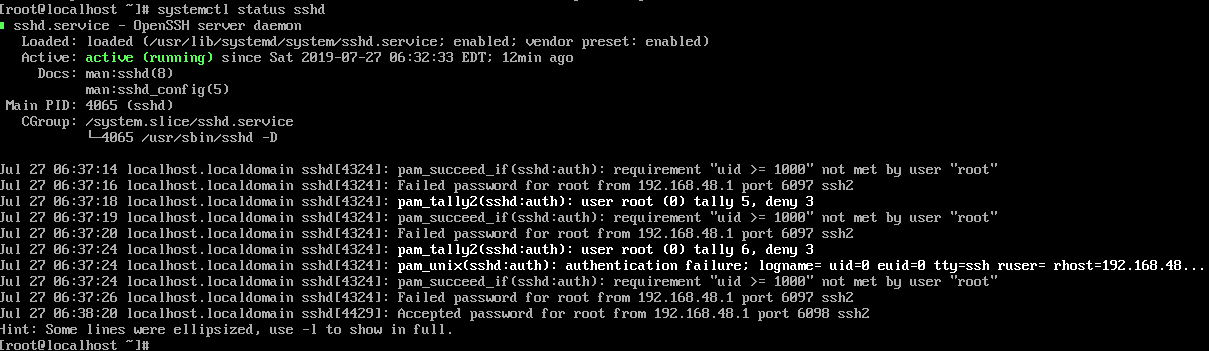 [root@localhost ~]# systemctl status sshd
sshd.service - OpenSSH server daemon
Loaded: loaded (/usr/lib/systemd/system/sshd.service; enabled; vendor preset: enabled)
Active: active (running) since Sat 2019-07-27 06:32:33 EDT; 12min ago
Docs: man:sshd(8)
man:sshd_config(5)
Main PID: 4065 (sshd)
CGroup: /system.slice/sshd.service
└─4065 /usr/sbin/sshd -D
Jul 27 06:37:14 localhost.localdomain sshd[4324]: pam_succeed_if(sshd:auth): requirement "uid >= 1000" not met by user "root"
Jul 27 06:37:16 localhost.localdomain sshd[4324]: Failed password for root from 192.168.48.1 port 6097 ssh2
Jul 27 06:37:18 localhost.localdomain sshd[4324]: pam_tally2(sshd:auth): user root (0) tally 5, deny 3
Jul 27 06:37:19 localhost.localdomain sshd[4324]: pam_succeed_if(sshd:auth): requirement "uid >= 1000" not met by user "root"
Jul 27 06:37:20 localhost.localdomain sshd[4324]: Failed password for root from 192.168.48.1 port 6097 ssh2
Jul 27 06:37:24 localhost.localdomain sshd[4324]: pam_tally2(sshd:auth): user root (0) tally 6, deny 3
Jul 27 06:37:24 localhost.localdomain sshd[4324]: pam_unix(sshd:auth): authentication failure; logname= uid=0 euid=0 tty=ssh ruser= rhost=192.168.48...
Jul 27 06:37:24 localhost.localdomain sshd[4324]: pam_succeed_if(sshd:auth): requirement "uid >= 1000" not met by user "root"
Jul 27 06:37:26 localhost.localdomain sshd[4324]: Failed password for root from 192.168.48.1 port 6097 ssh2
Jul 27 06:38:20 localhost.localdomain sshd[4429]: Accepted password for root from 192.168.48.1 port 6098 ssh2
Hint: Some lines were ellipsized, use -l to show in full.
[root@localhost ~]#